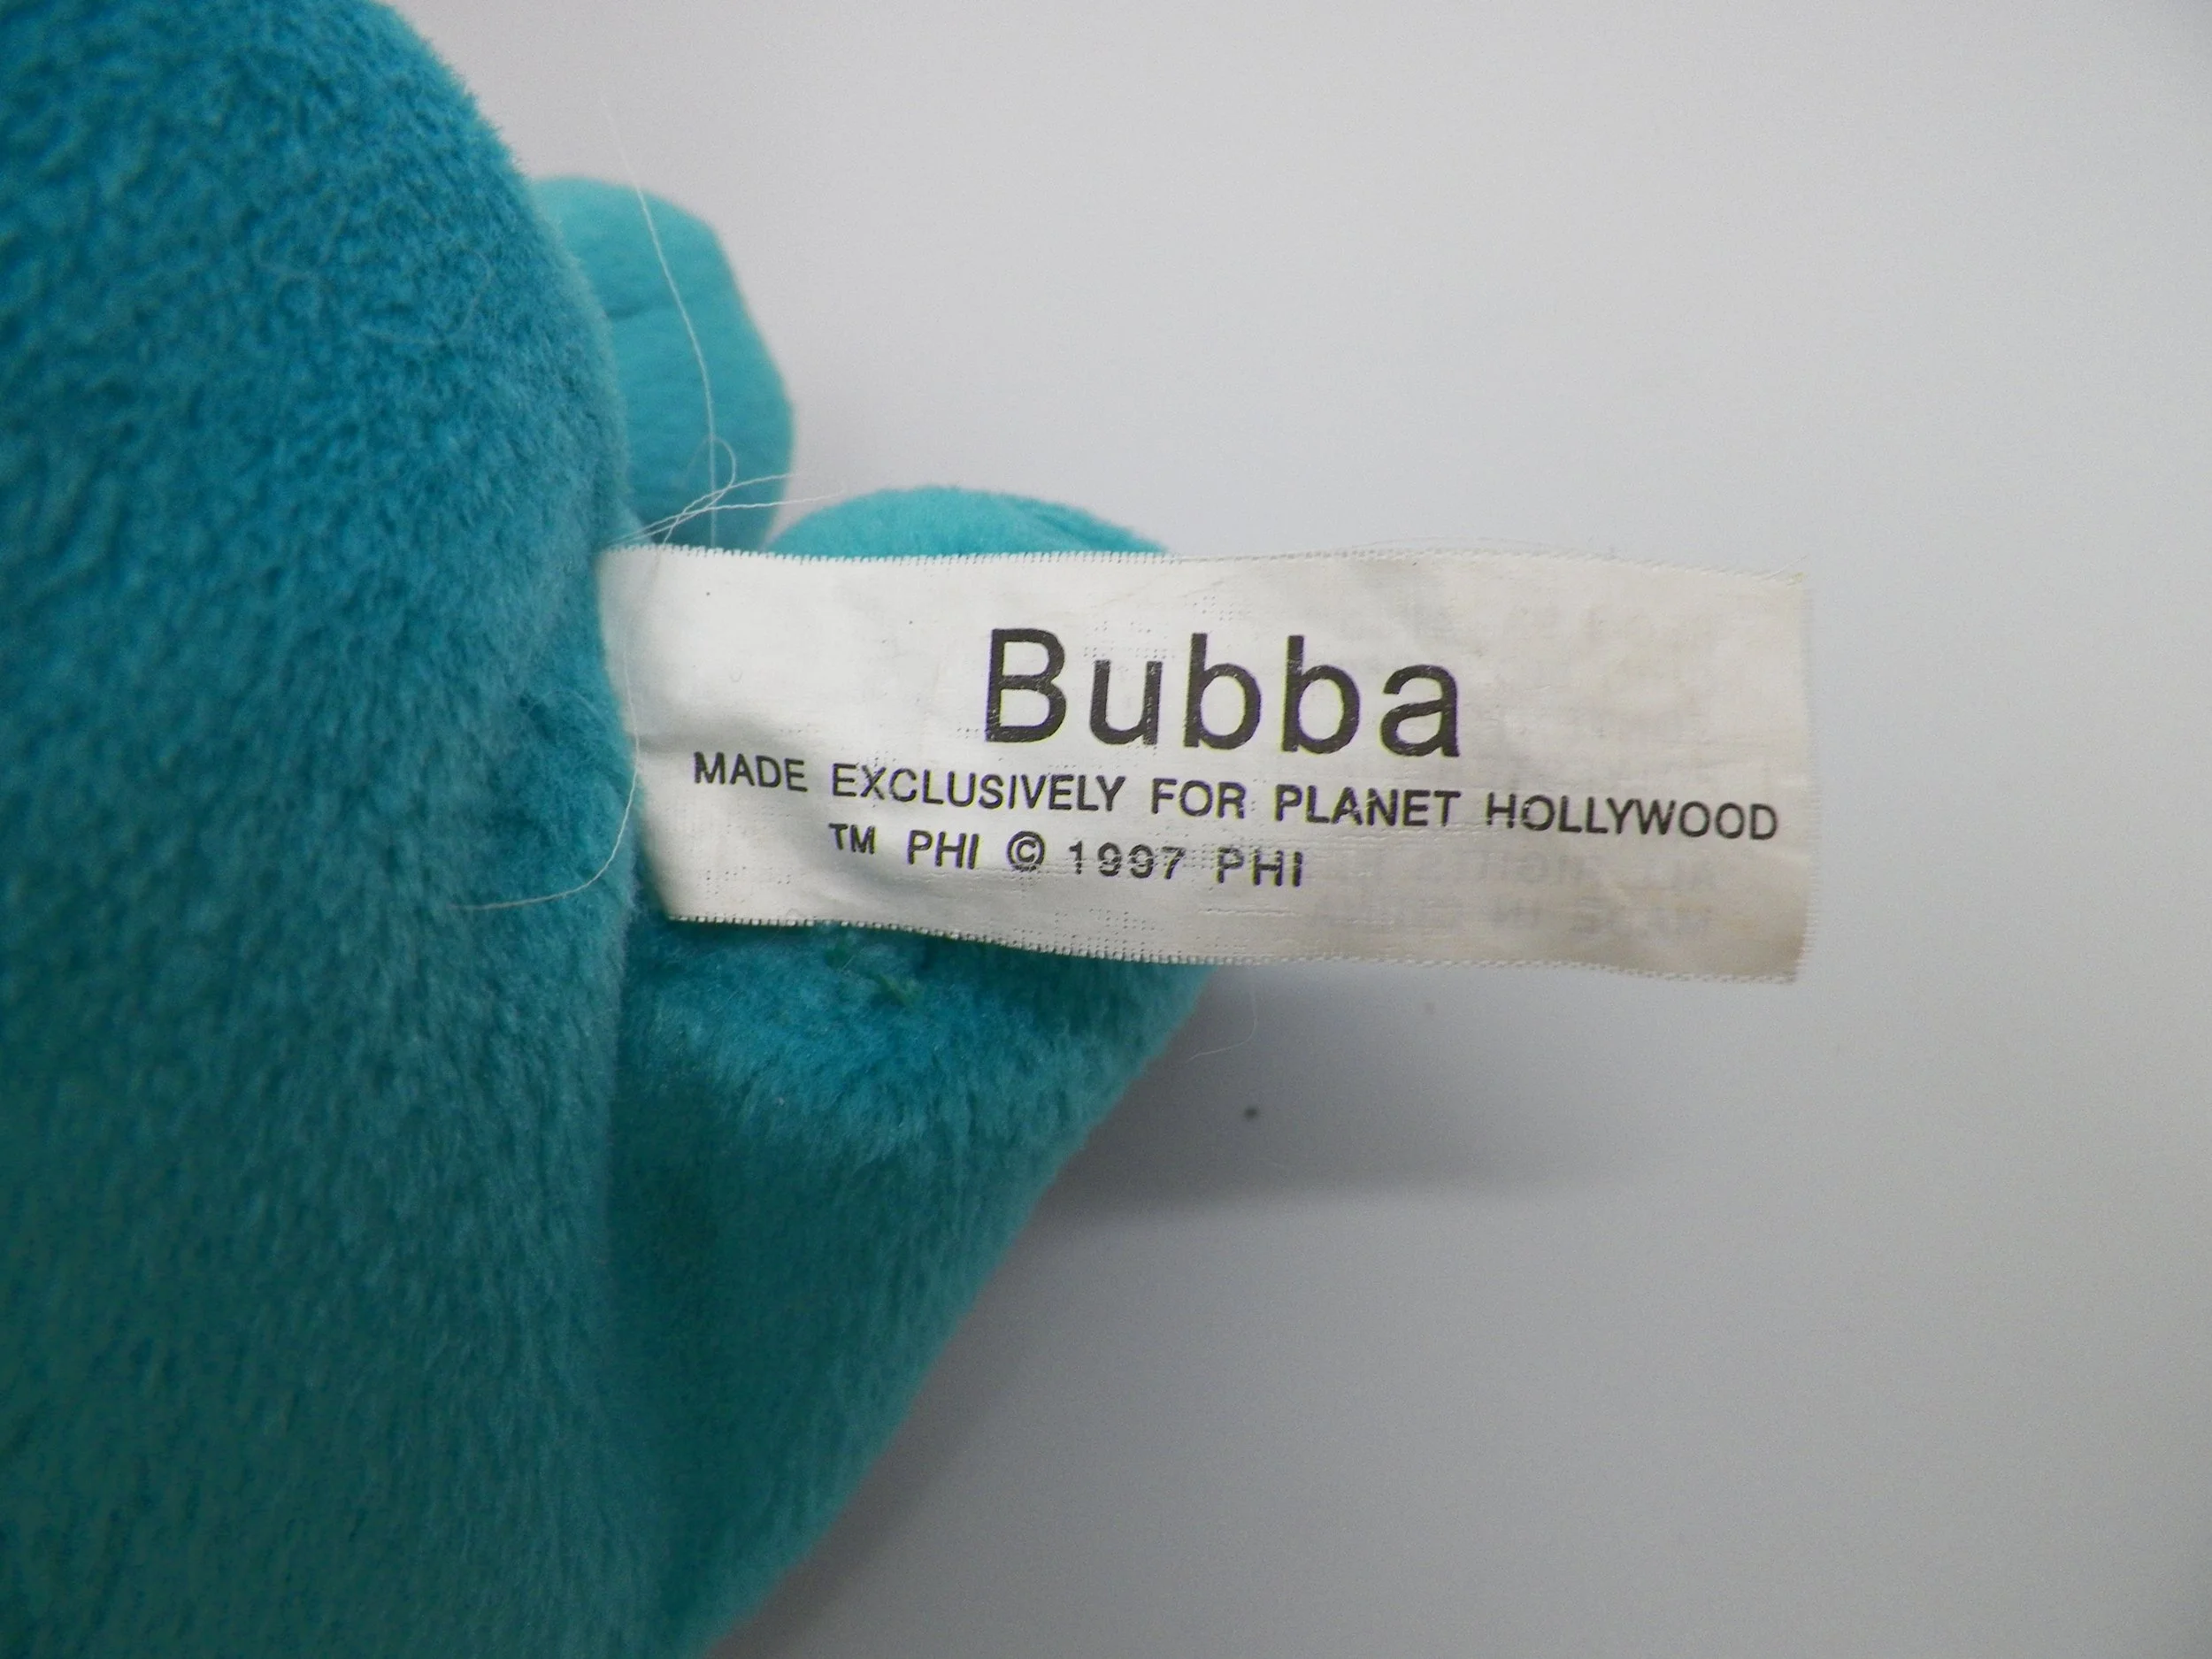 Bubba
MADE EXCLUSIVELY FOR PLANET HOLLYWOOD
™ PHI © 1997 PHI